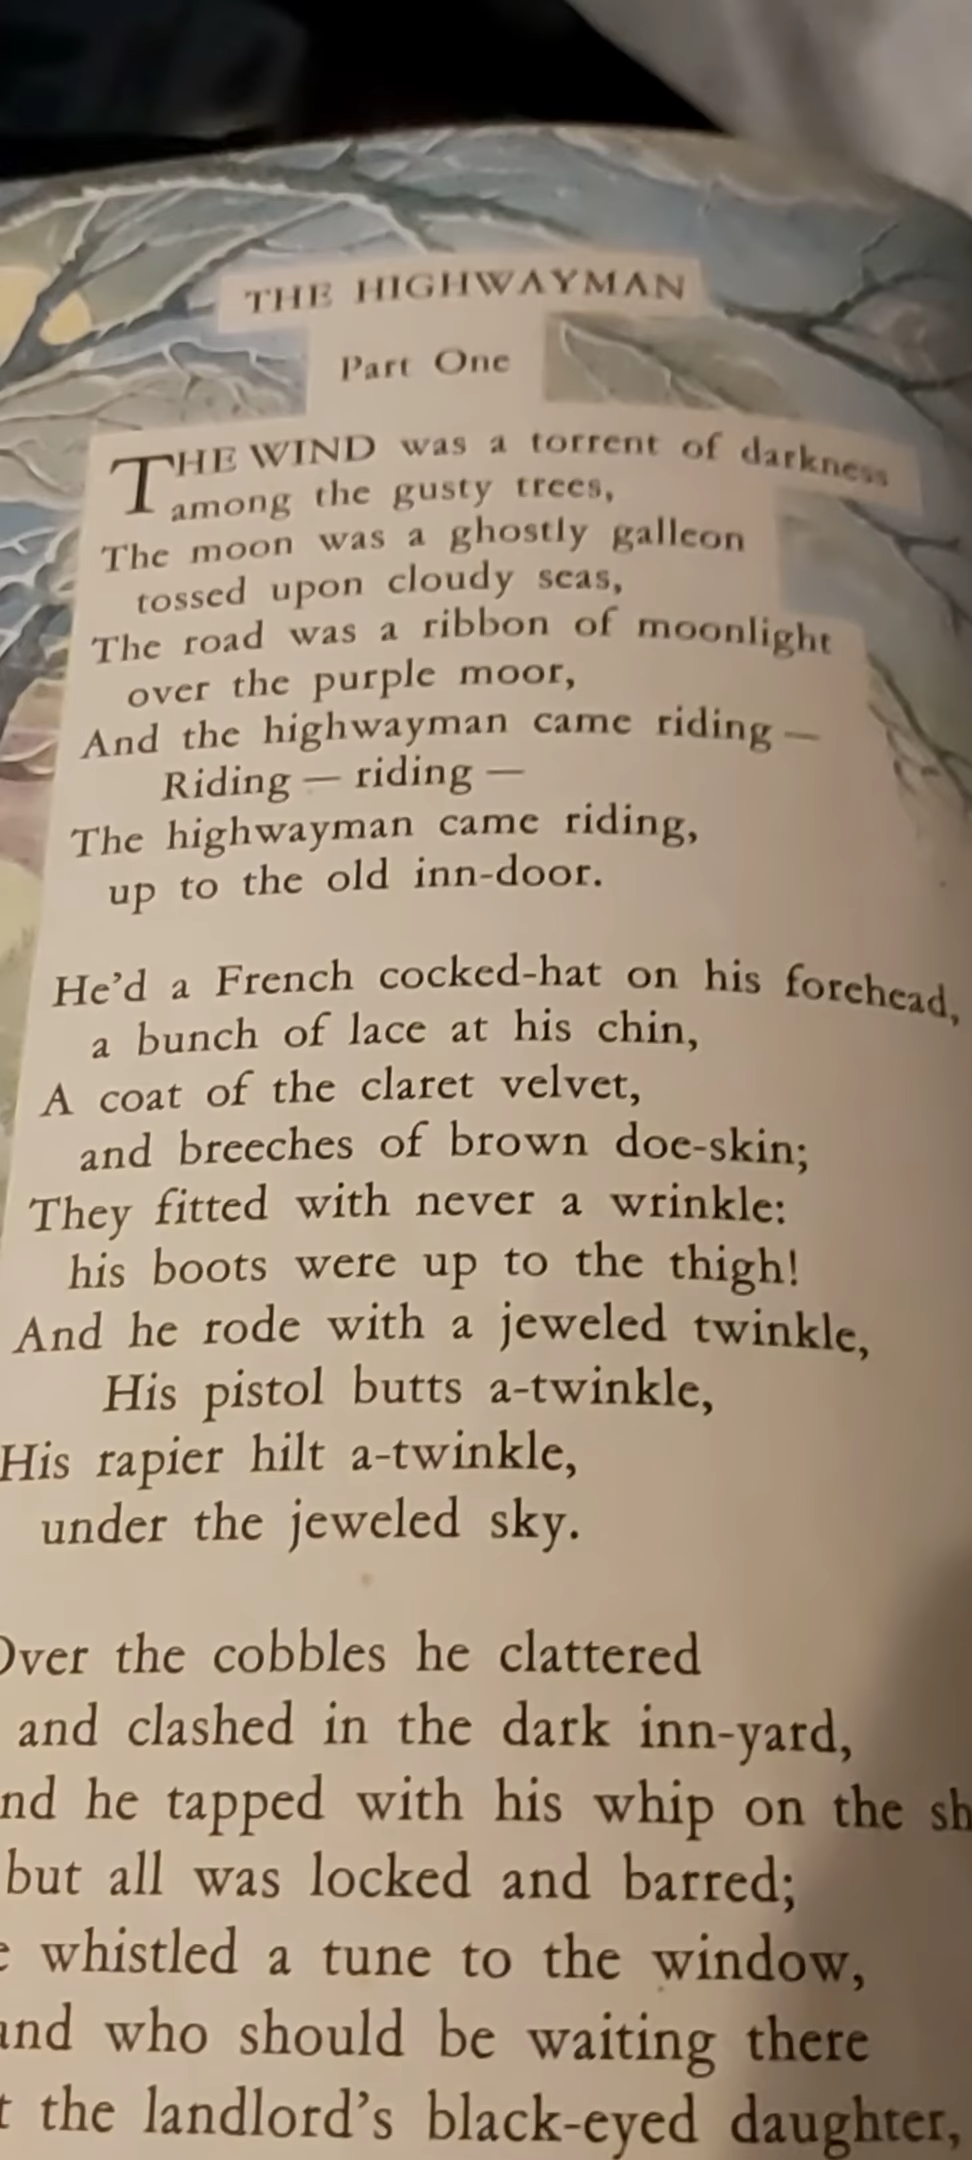 THE HIGHWAYMAN
Part One
THE WIND was a torrent of darkness
among the gusty trees,
The moon was a ghostly galleon
tossed upon cloudy seas,
The road was a ribbon of moonlight
over the purple moor,
And the highwayman came riding —
Riding — riding —
The highwayman came riding,
up to the old inn-door.
He'd a French cocked-hat on his forehead,
a bunch of lace at his chin,
A coat of the claret velvet,
and breeches of brown doe-skin;
They fitted with never a wrinkle:
his boots were up to the thigh!
And he rode with a jeweled twinkle,
His pistol butts a-twinkle,
His rapier hilt a-twinkle,
under the jeweled sky.
Over the cobbles he clattered
and clashed in the dark inn-yard,
he tapped with his whip on the
but all was locked and barred;
whistled a tune to the window,
and who should be waiting there
the landlord's black-eyed daughter,